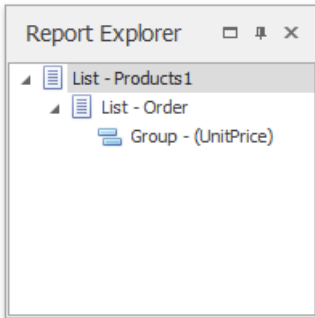 Report Explorer
List - Products1
List - Order
Group - (UnitPrice)